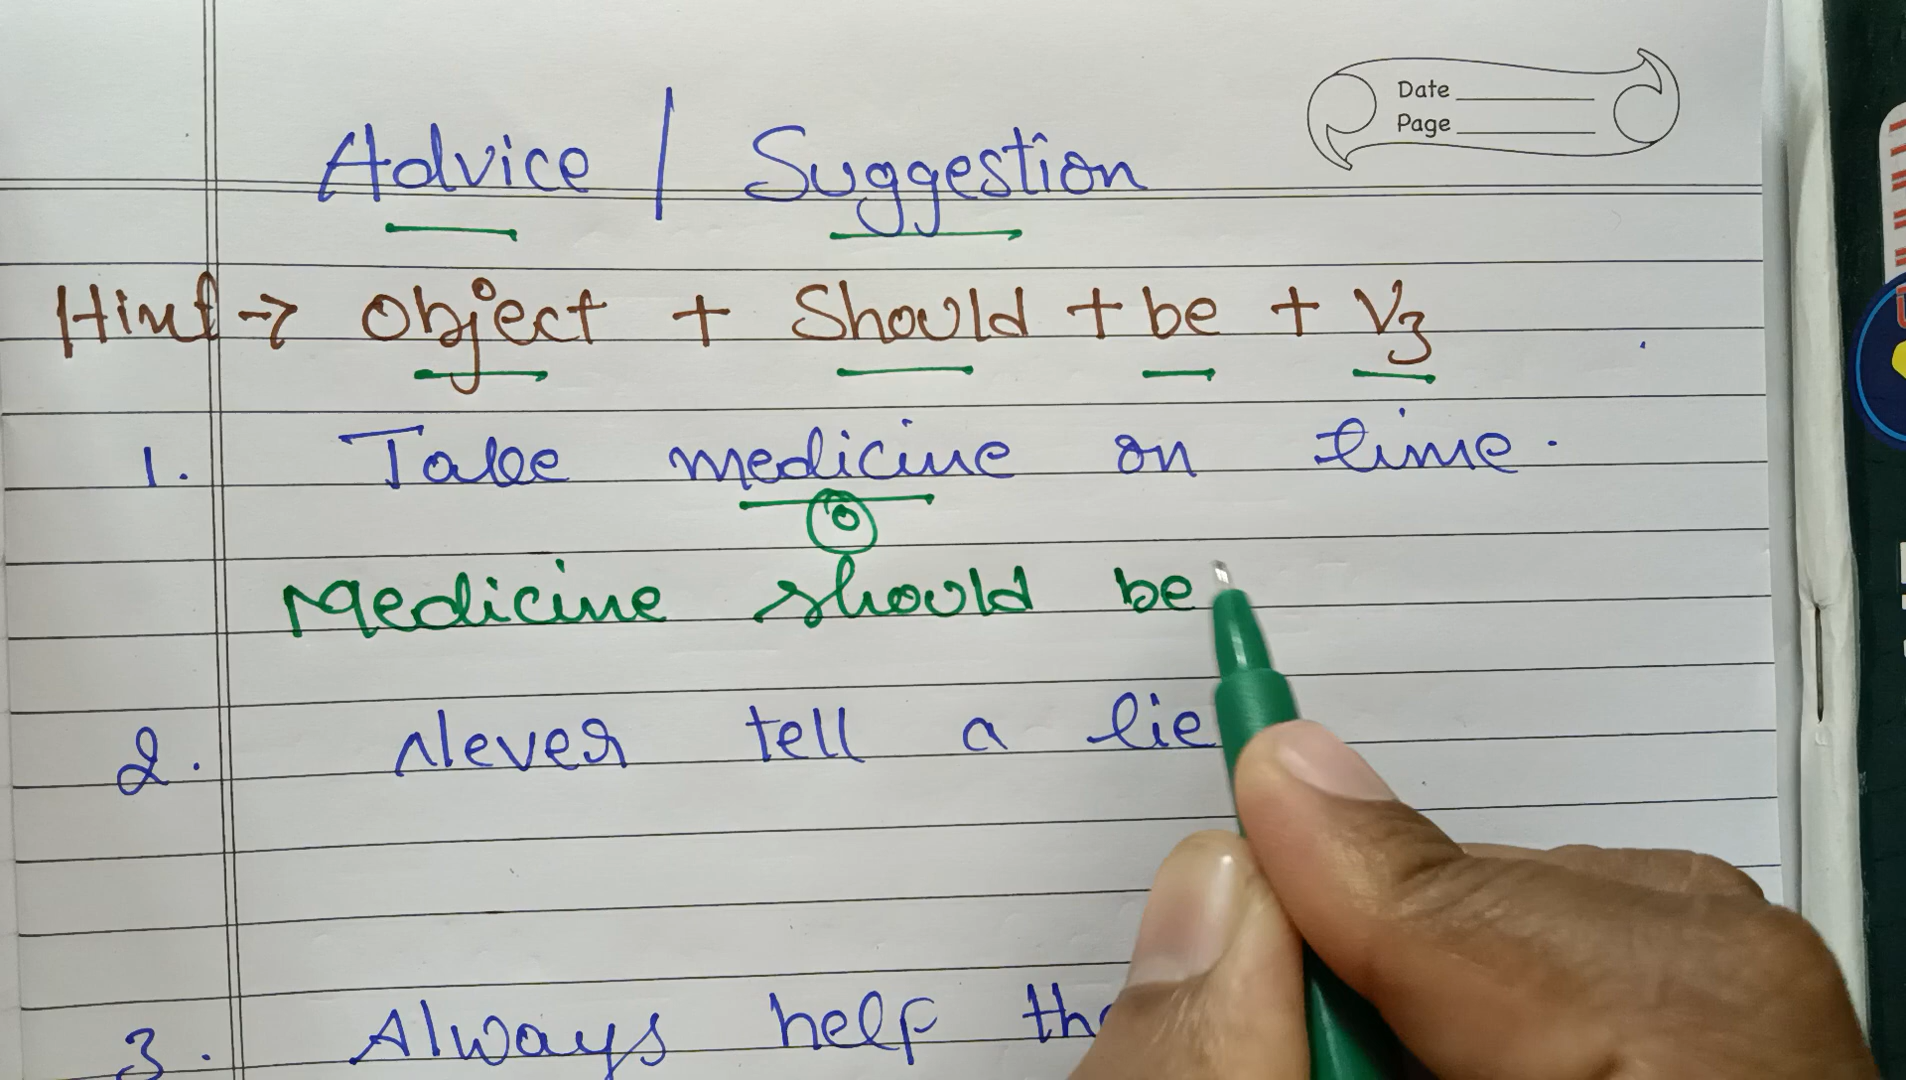 Date
Page
Advice / Suggestion
Hint → Object + Should + be + V3
1. Take medicine on time.
O
Medicine should be
2. Never tell a lie
3. Always help